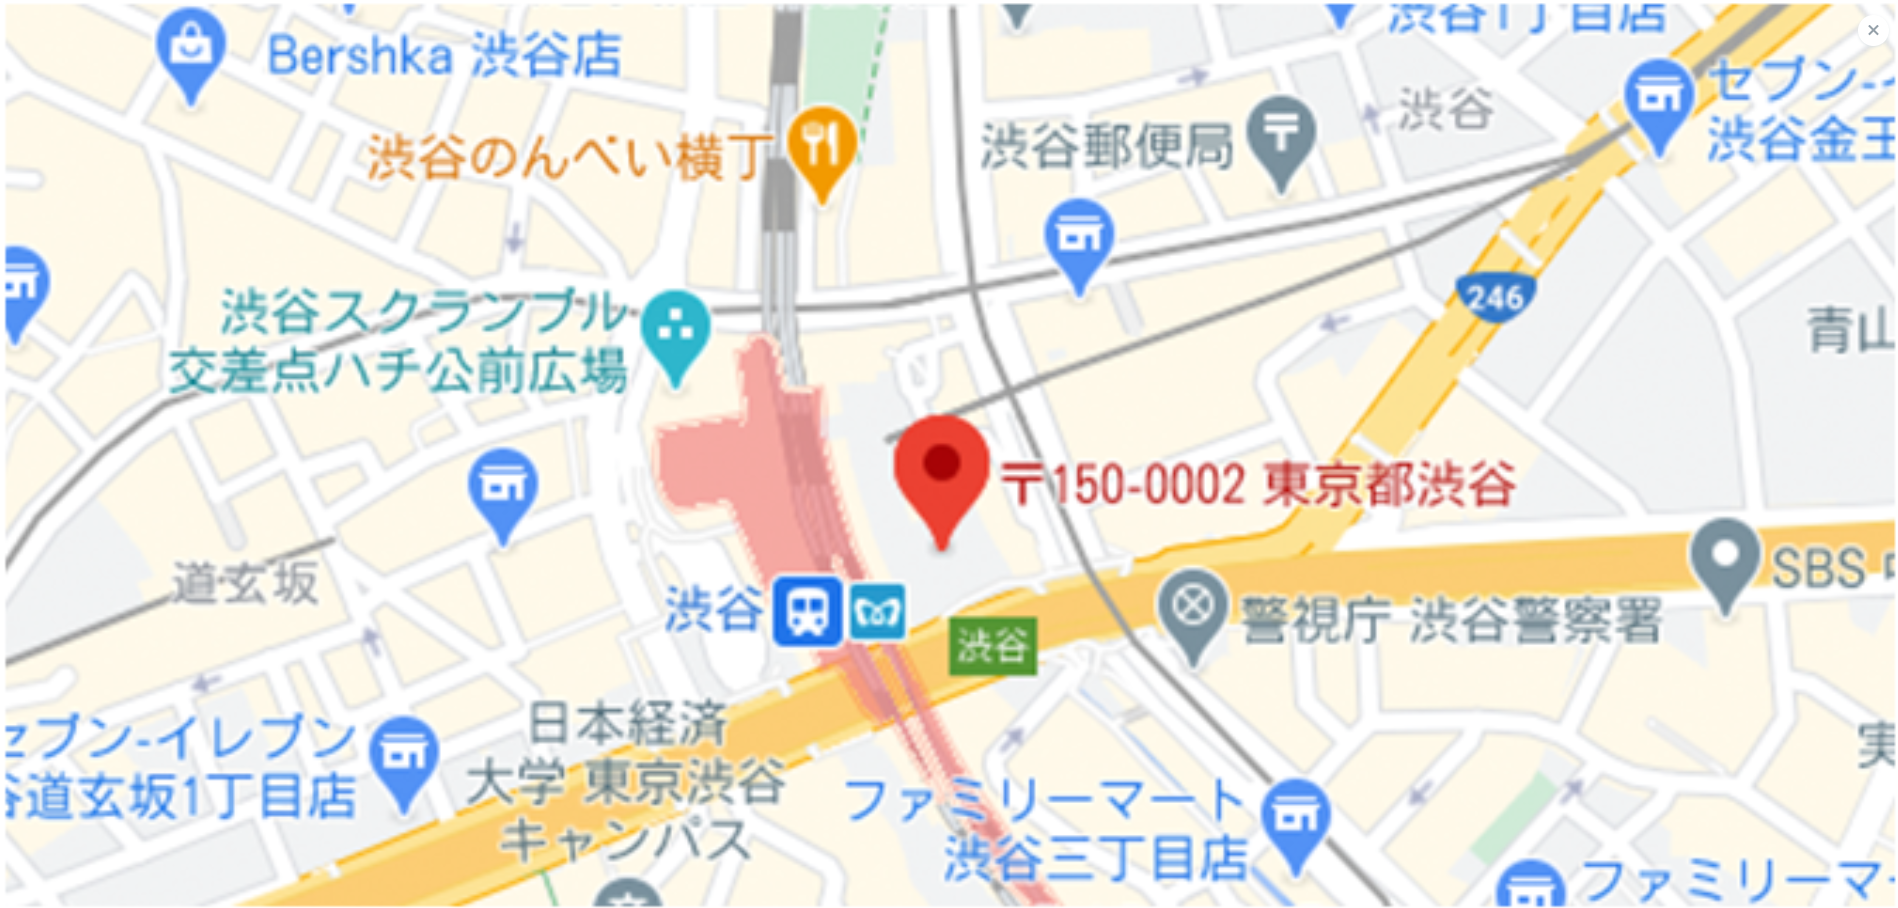 渋谷1丁目店
Bershka 渋谷店
セブン-イ
渋谷金王
渋谷
渋谷郵便局
渋谷のんべい横丁
246
渋谷スクランブル
交差点ハチ公前広場
青山
〒150-0002 東京都渋谷
道玄坂
SBS
渋谷
渋谷
警視庁 渋谷警察署
日本経済
大学 東京渋谷
キャンパス
セブン-イレブン
谷道玄坂1丁目店
実
ファミリーマート
渋谷三丁目店
ファミリーマー